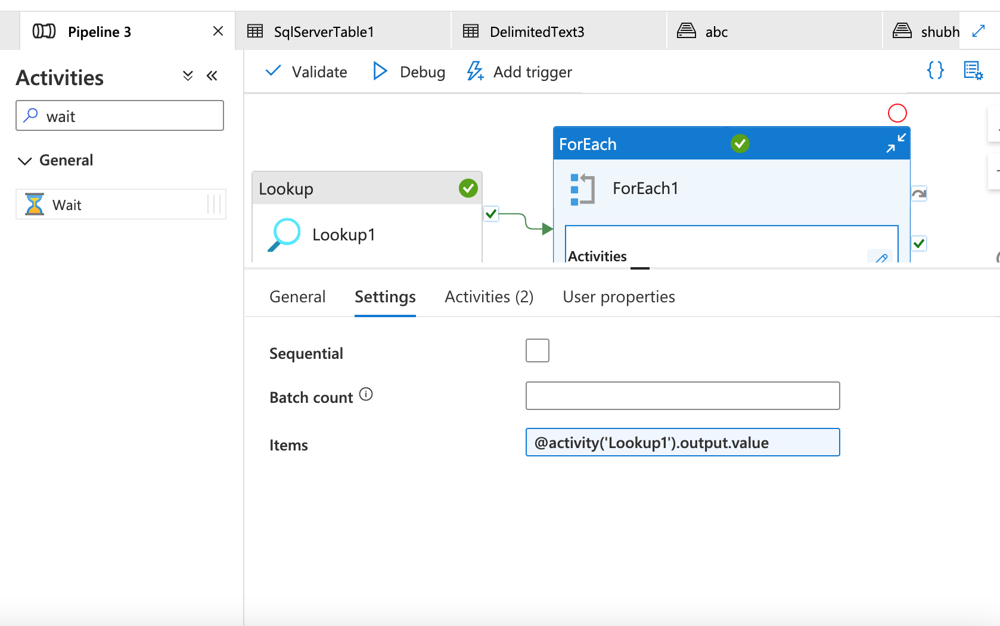 Pipeline 3
SqlServerTable1
DelimitedText3
abc
shubh
Activities
wait
General
Wait
Validate
Debug
Add trigger
{}
Lookup
Lookup1
ForEach
ForEach1
Activities
General
Settings
Activities (2)
User properties
Sequential
Batch count
Items
@activity('Lookup1').output.value